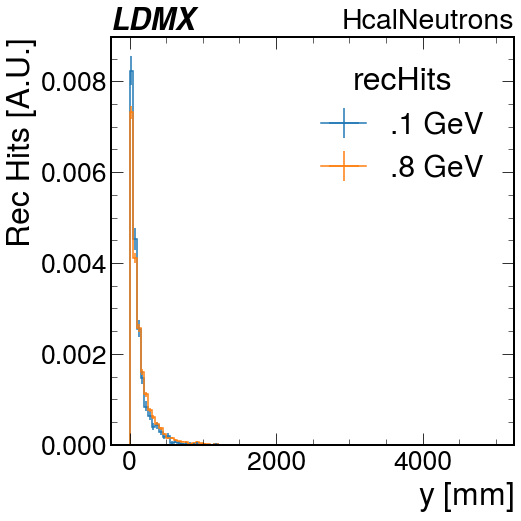 LDMX HcalNeutrons
Rec Hits [A.U.]
recHits
.1 GeV
.8 GeV
0.008
0.006
0.004
0.002
0.000
0 2000 4000
y [mm]